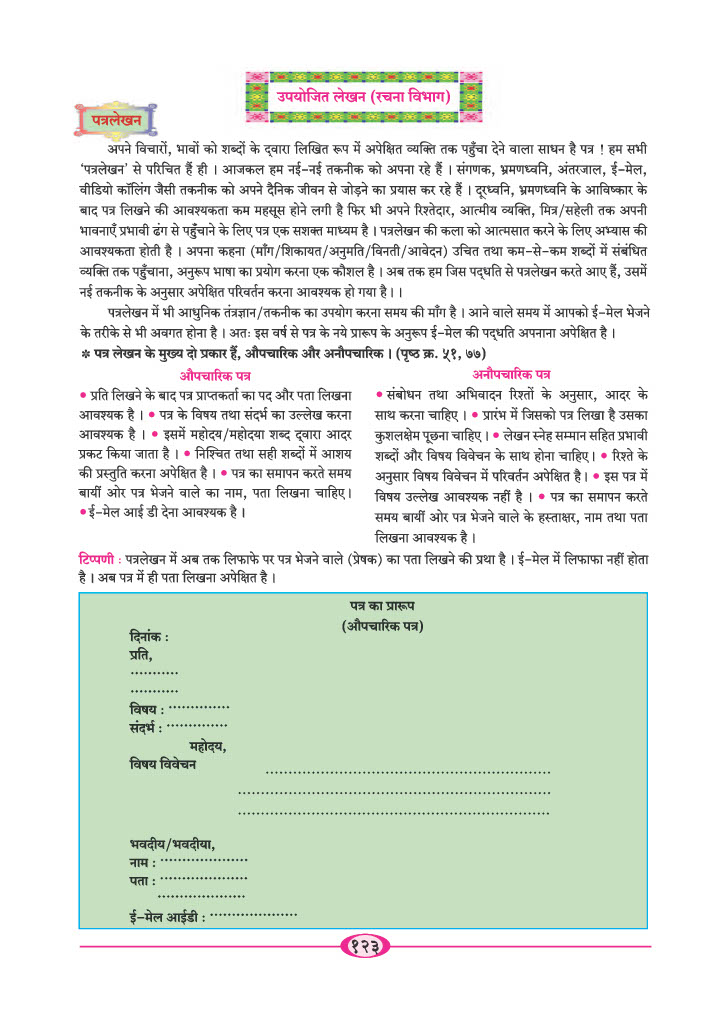 उपयोजित लेखन (रचना विभाग)
पत्रलेखन
अपने विचारों, भावों को शब्दों के द्वारा लिखित रूप में अपेक्षित व्यक्ति तक पहुँचा देने वाला साधन है पत्र ! हम सभी
‘पत्रलेखन’ से परिचित हैं ही । आजकल हम नई-नई तकनीक को अपना रहे हैं । संगणक, भ्रमणध्वनि, अंतरजाल, ई-मेल,
वीडियो कॉलिंग जैसी तकनीक को अपने दैनिक जीवन से जोड़ने का प्रयास कर रहे हैं । दूरध्वनि, भ्रमणध्वनि के आविष्कार के
बाद पत्र लिखने की आवश्यकता कम महसूस होने लगी है फिर भी अपने रिश्तेदार, आत्मीय व्यक्ति, मित्र/सहेली तक अपनी
भावनाएँ प्रभावी ढंग से पहुँचाने के लिए पत्र एक सशक्त माध्यम है । पत्रलेखन की कला को आत्मसात करने के लिए अभ्यास की
आवश्यकता होती है । अपना कहना (माँग/शिकायत/अनुमति/विनती/आवेदन) उचित तथा कम-से-कम शब्दों में संबंधित
व्यक्ति तक पहुँचाना, अनुरूप भाषा का प्रयोग करना एक कौशल है । अब तक हम जिस पद्धति से पत्रलेखन करते आए हैं, उसमें
नई तकनीक के अनुसार अपेक्षित परिवर्तन करना आवश्यक हो गया है । ।
पत्रलेखन में भी आधुनिक तंत्रज्ञान/तकनीक का उपयोग करना समय की माँग है । आने वाले समय में आपको ई-मेल भेजने
के तरीके से भी अवगत होना है । अतः इस वर्ष से पत्र के नये प्रारूप के अनुरूप ई-मेल की पद्धति अपनाना अपेक्षित है ।
* पत्र लेखन के मुख्य दो प्रकार हैं, औपचारिक और अनौपचारिक । (पृष्ठ क्र. ५१, ७७)
औपचारिक पत्र
• प्रति लिखने के बाद पत्र प्राप्तकर्ता का पद और पता लिखना
आवश्यक है । • पत्र के विषय तथा संदर्भ का उल्लेख करना
आवश्यक है । • इसमें महोदय/महोदया शब्द द्वारा आदर
प्रकट किया जाता है । • निश्चित तथा सही शब्दों में आशय
की प्रस्तुति करना अपेक्षित है । • पत्र का समापन करते समय
बायीं ओर पत्र भेजने वाले का नाम, पता लिखना चाहिए।
• ई-मेल आई डी देना आवश्यक है ।
अनौपचारिक पत्र
• संबोधन तथा अभिवादन रिश्तों के अनुसार, आदर के
साथ करना चाहिए । • प्रारंभ में जिसको पत्र लिखा है उसका
कुशलक्षेम पूछना चाहिए। • लेखन स्नेह सम्मान सहित प्रभावी
शब्दों और विषय विवेचन के साथ होना चाहिए। • रिश्ते के
अनुसार विषय विवेचन में परिवर्तन अपेक्षित है। • इस पत्र में
विषय उल्लेख आवश्यक नहीं है । • पत्र का समापन करते
समय बायीं ओर पत्र भेजने वाले के हस्ताक्षर, नाम तथा पता
लिखना आवश्यक है ।
टिप्पणी : पत्रलेखन में अब तक लिफाफे पर पत्र भेजने वाले (प्रेषक) का पता लिखने की प्रथा है । ई-मेल में लिफाफा नहीं होता
है । अब पत्र में ही पता लिखना अपेक्षित है ।
पत्र का प्रारूप
(औपचारिक पत्र)
दिनांक :
प्रति,
...........
...........
विषय : ..............
संदर्भ : ..............
महोदय,
विषय विवेचन
..............................................................
....................................................................
....................................................................
भवदीय/भवदीया,
नाम : ....................
पता : ....................
....................
ई-मेल आईडी : ....................
१२३